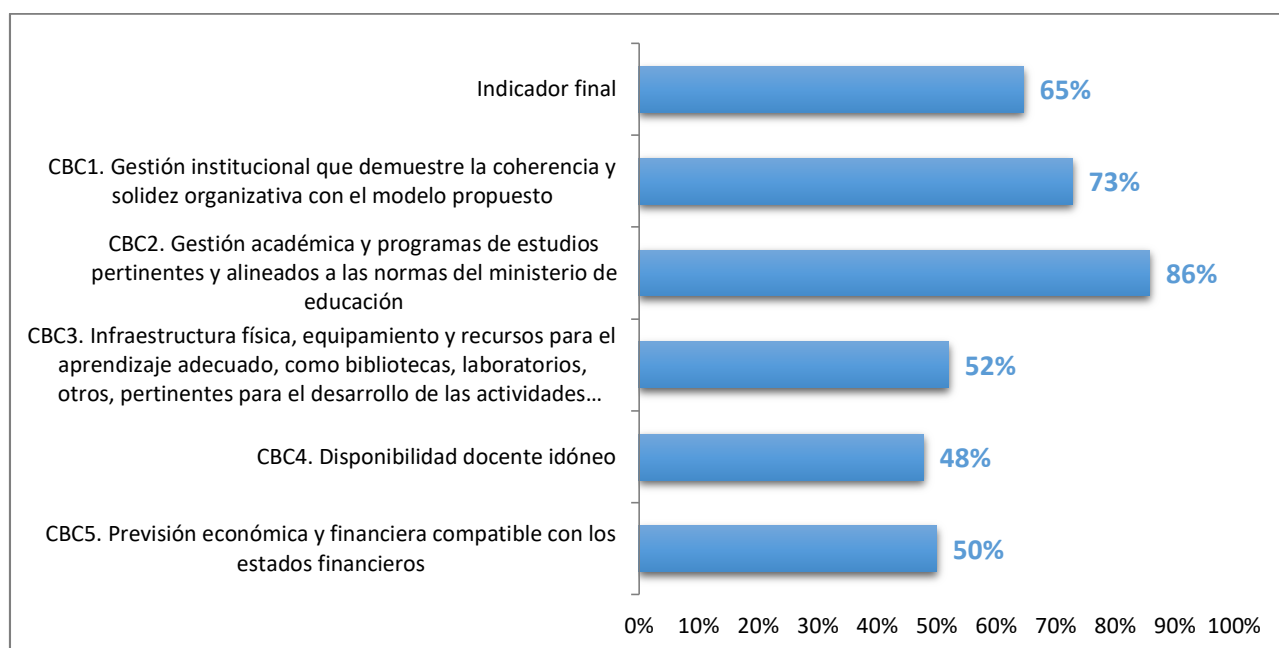 Indicador final
65%
CBC1. Gestión institucional que demuestre la coherencia y
solidez organizativa con el modelo propuesto
73%
CBC2. Gestión académica y programas de estudios
pertinentes y alineados a las normas del ministerio de
educación
86%
CBC3. Infraestructura física, equipamiento y recursos para el
aprendizaje adecuado, como bibliotecas, laboratorios,
otros, pertinentes para el desarrollo de las actividades…
52%
CBC4. Disponibilidad docente idóneo
48%
CBC5. Previsión económica y financiera compatible con los
estados financieros
50%
0% 10% 20% 30% 40% 50% 60% 70% 80% 90% 100%